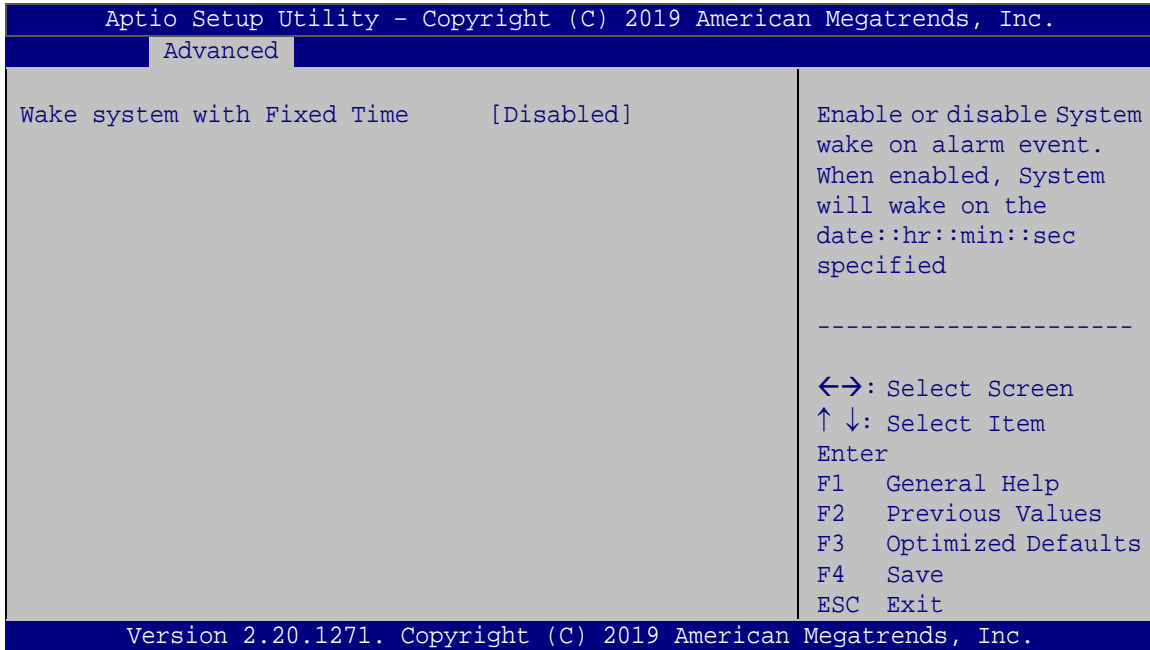 Aptio Setup Utility – Copyright (C) 2019 American Megatrends, Inc.
Advanced
Wake system with Fixed Time [Disabled]
Enable or disable System
wake on alarm event.
When enabled, System
will wake on the
date::hr::min::sec
specified
----------------------
←→: Select Screen
↑ ↓: Select Item
Enter
F1 General Help
F2 Previous Values
F3 Optimized Defaults
F4 Save
ESC Exit
Version 2.20.1271. Copyright (C) 2019 American Megatrends, Inc.